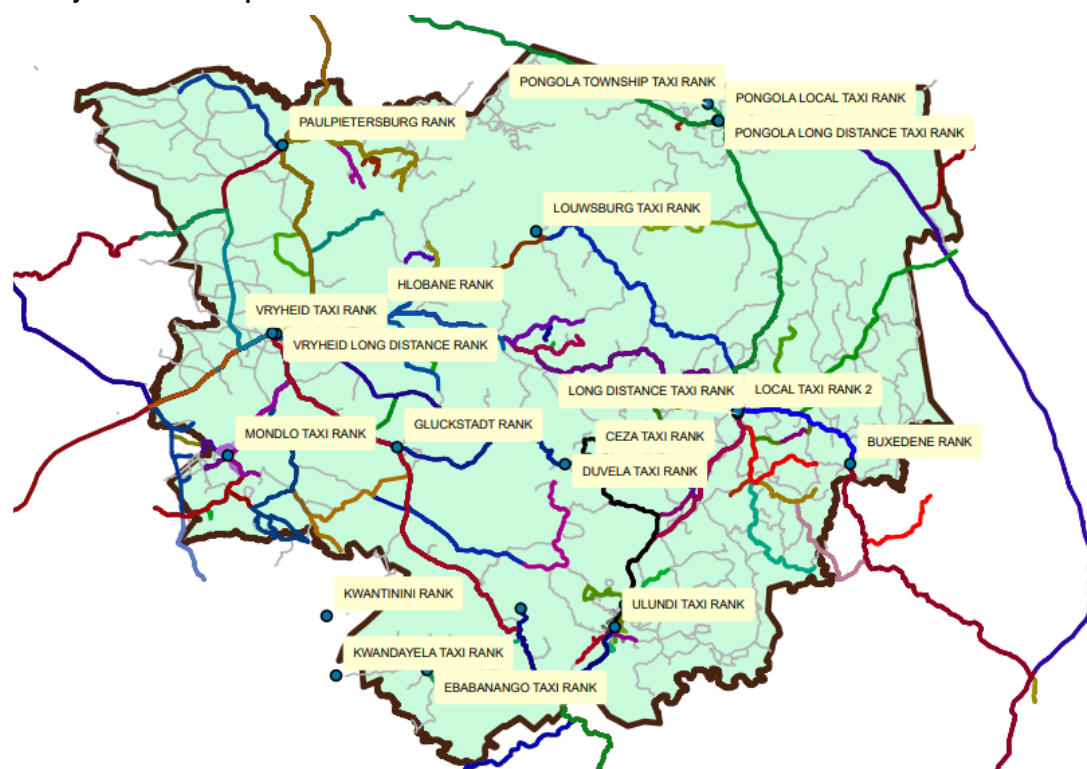 PONGOLA TOWNSHIP TAXI RANK
PONGOLA LOCAL TAXI RANK
PAULPIETERSBURG RANK
PONGOLA LONG DISTANCE TAXI RANK
LOUWSBURG TAXI RANK
HLOBANE RANK
VRYHEID TAXI RANK
VRYHEID LONG DISTANCE RANK
LONG DISTANCE TAXI RANK
LOCAL TAXI RANK 2
GLUCKSTADT RANK
MONDLO TAXI RANK
CEZA TAXI RANK
BUXEDENE RANK
DUVELA TAXI RANK
KWANTININI RANK
ULUNDI TAXI RANK
KWANDAYELA TAXI RANK
EBABANANGO TAXI RANK